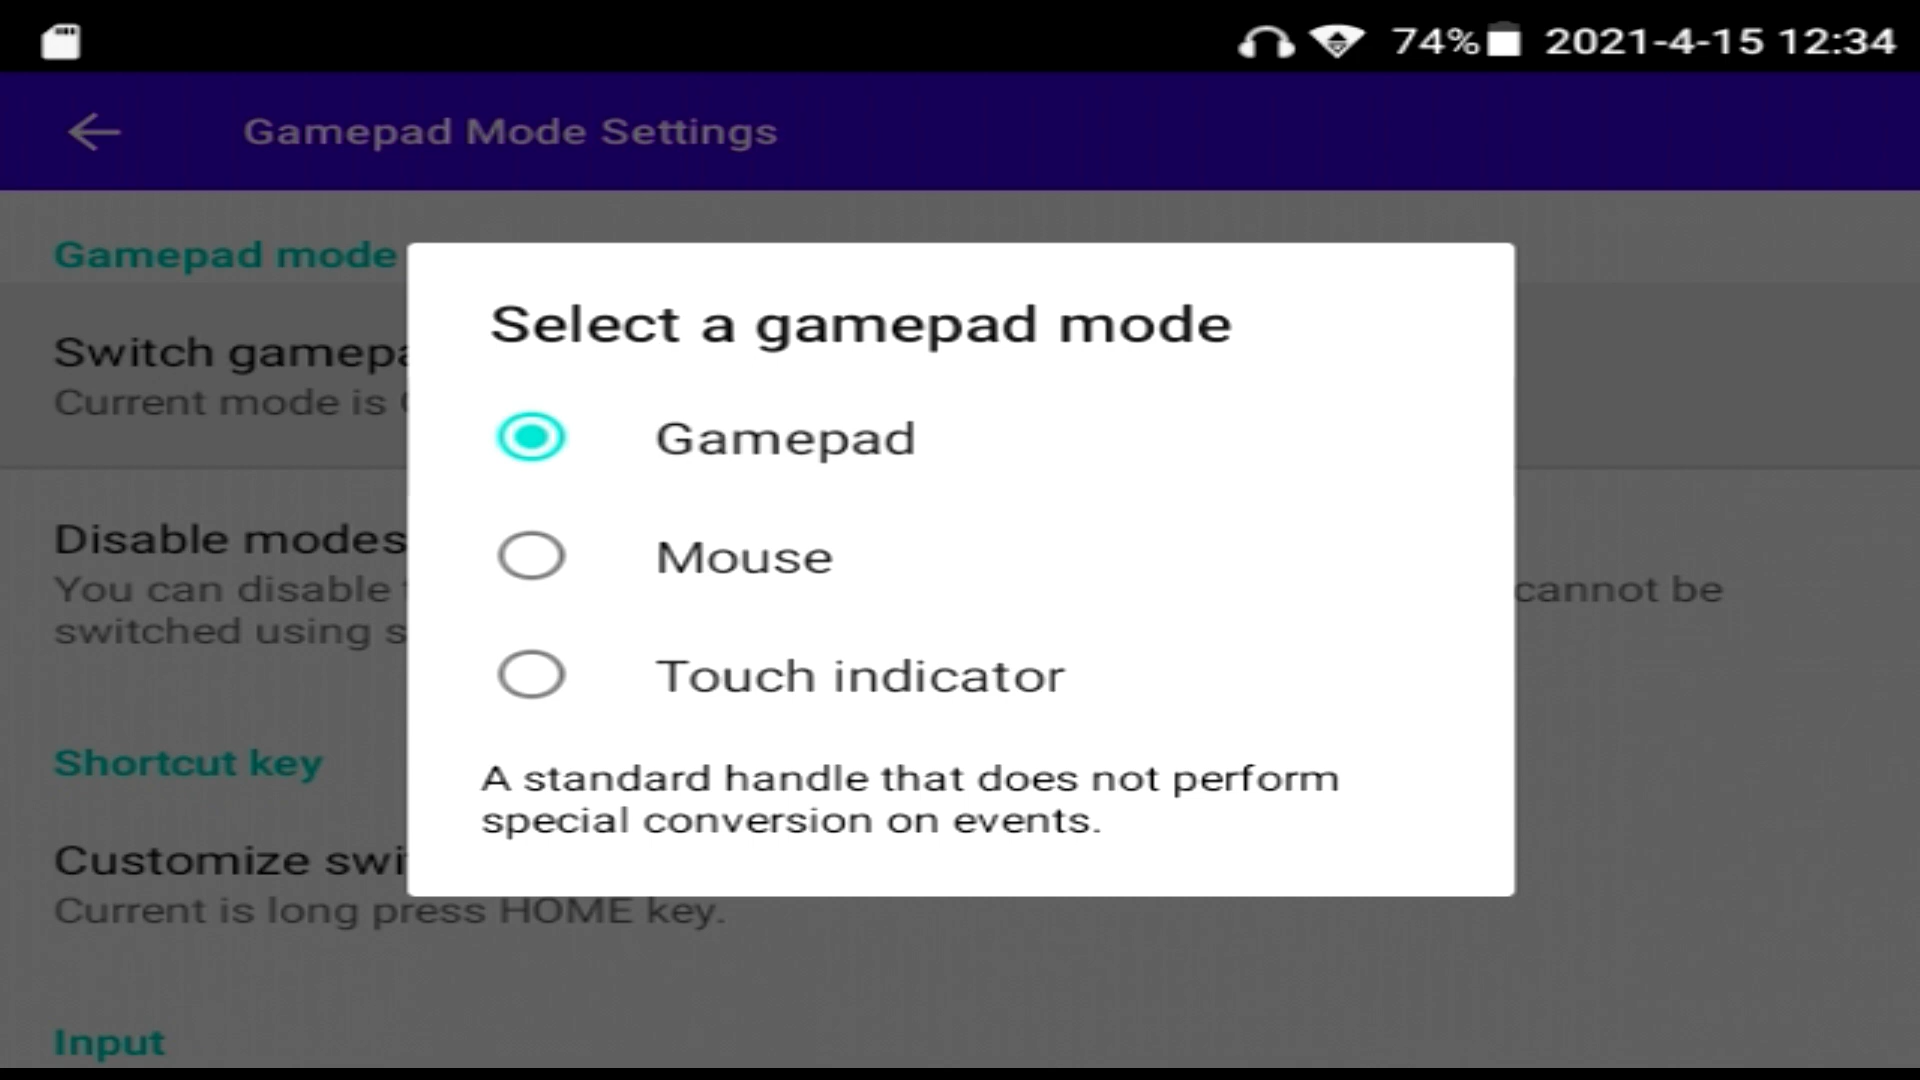 74% 2021-4-15 12:34
Gamepad Mode Settings
Gamepad mode
Select a gamepad mode
Switch
Current mode is
Gamepad
Disable modes
Mouse
You can disable cannot be
switched using
Touch indicator
Shortcut key
A standard handle that does not perform
special conversion on events.
Customize
Current is long press HOME key.
Input